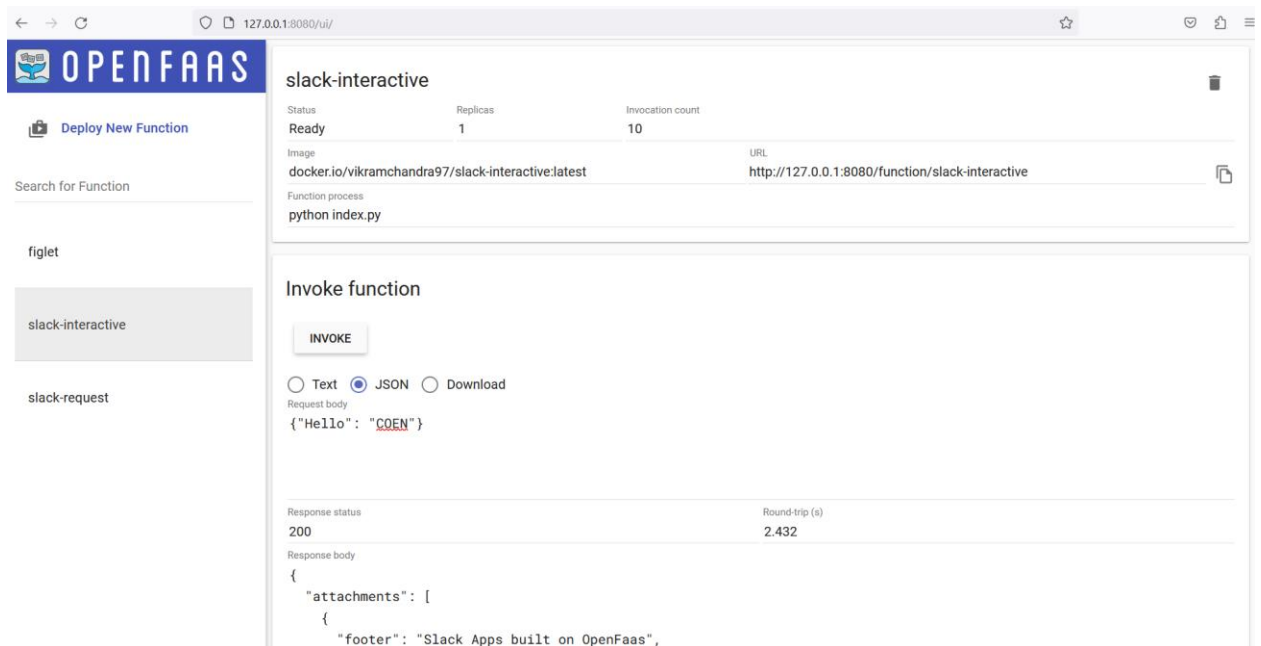 127.0.0.1:8080/ui/
OPENFAAS
Deploy New Function
Search for Function
figlet
slack-interactive
slack-request
slack-interactive
Status Replicas Invocation count
Ready 1 10
Image URL
docker.io/vikramchandra97/slack-interactive:latest http://127.0.0.1:8080/function/slack-interactive
Function process
python index.py
Invoke function
INVOKE
Text JSON Download
Request body
{"Hello": "COEN"}
Response status Round-trip (s)
200 2.432
Response body
{
"attachments": [
{
"footer": "Slack Apps built on OpenFaas",